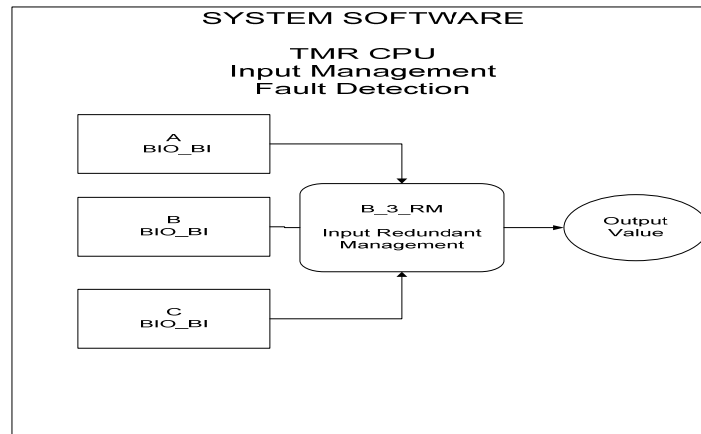 SYSTEM SOFTWARE
TMR CPU
Input Management
Fault Detection
A
BIO_BI
B
BIO_BI
C
BIO_BI
B_3_RM
Input Redundant
Management
Output
Value